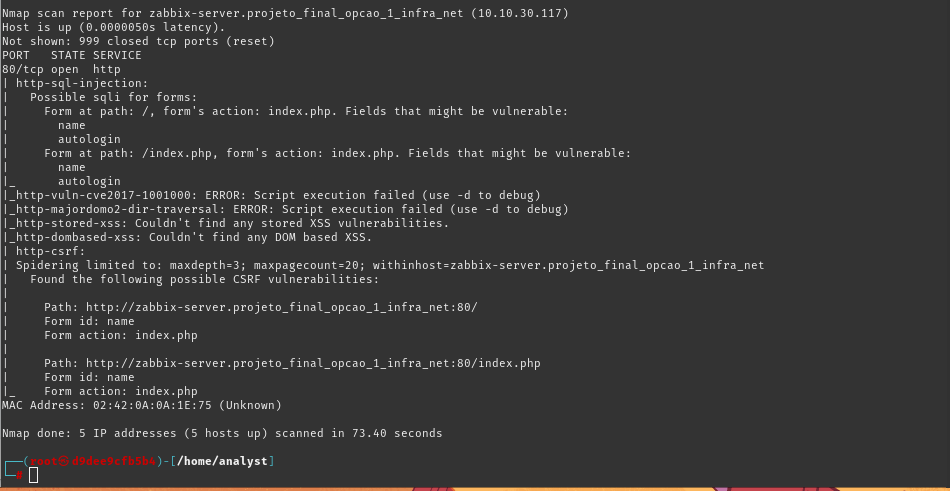 Nmap scan report for zabbix-server.projeto_final_opcao_1_infra_net (10.10.30.117)
Host is up (0.0000050s latency).
Not shown: 999 closed tcp ports (reset)
PORT   STATE SERVICE
80/tcp open  http
| http-sql-injection:
|   Possible sqli for forms:
|     Form at path: /, form's action: index.php. Fields that might be vulnerable:
|       name
|       autologin
|     Form at path: /index.php, form's action: index.php. Fields that might be vulnerable:
|       name
|_      autologin
|_http-vuln-cve2017-1001000: ERROR: Script execution failed (use -d to debug)
|_http-majordomo2-dir-traversal: ERROR: Script execution failed (use -d to debug)
|_http-stored-xss: Couldn't find any stored XSS vulnerabilities.
|_http-dombased-xss: Couldn't find any DOM based XSS.
| http-csrf:
| Spidering limited to: maxdepth=3; maxpagecount=20; withinhost=zabbix-server.projeto_final_opcao_1_infra_net
|   Found the following possible CSRF vulnerabilities:
|
|     Path: http://zabbix-server.projeto_final_opcao_1_infra_net:80/
|     Form id: name
|     Form action: index.php
|
|     Path: http://zabbix-server.projeto_final_opcao_1_infra_net:80/index.php
|     Form id: name
|_    Form action: index.php
MAC Address: 02:42:0A:0A:1E:75 (Unknown)
Nmap done: 5 IP addresses (5 hosts up) scanned in 73.40 seconds
┌──(root㉿d9dee9cfb5b4)-[/home/analyst]
└─#